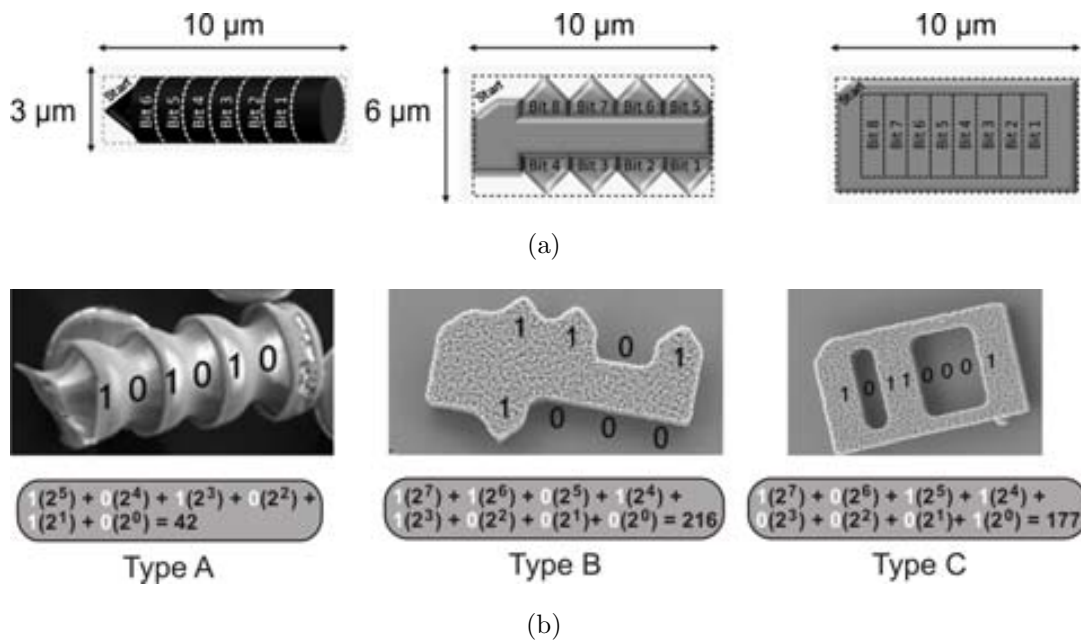 10 µm
10 µm
10 µm
3 µm
Start
Bit 6
Bit 5
Bit 4
Bit 3
Bit 2
Bit 1
6 µm
Start
Bit 8
Bit 7
Bit 6
Bit 5
Bit 4
Bit 3
Bit 2
Bit 1
Start
Bit 8
Bit 7
Bit 6
Bit 5
Bit 4
Bit 3
Bit 2
Bit 1
(a)
1 0 1 0 1 0
1 1 0 1
1 0 0 0
1 0 1 1 0 0 0 1
1(2⁵) + 0(2⁴) + 1(2³) + 0(2²) +
1(2¹) + 0(2⁰) = 42
1(2⁷) + 1(2⁶) + 0(2⁵) + 1(2⁴) +
1(2³) + 0(2²) + 0(2¹)+ 0(2⁰) = 216
1(2⁷) + 0(2⁶) + 1(2⁵) + 1(2⁴) +
0(2³) + 0(2²) + 0(2¹)+ 1(2⁰) = 177
Type A
Type B
Type C
(b)